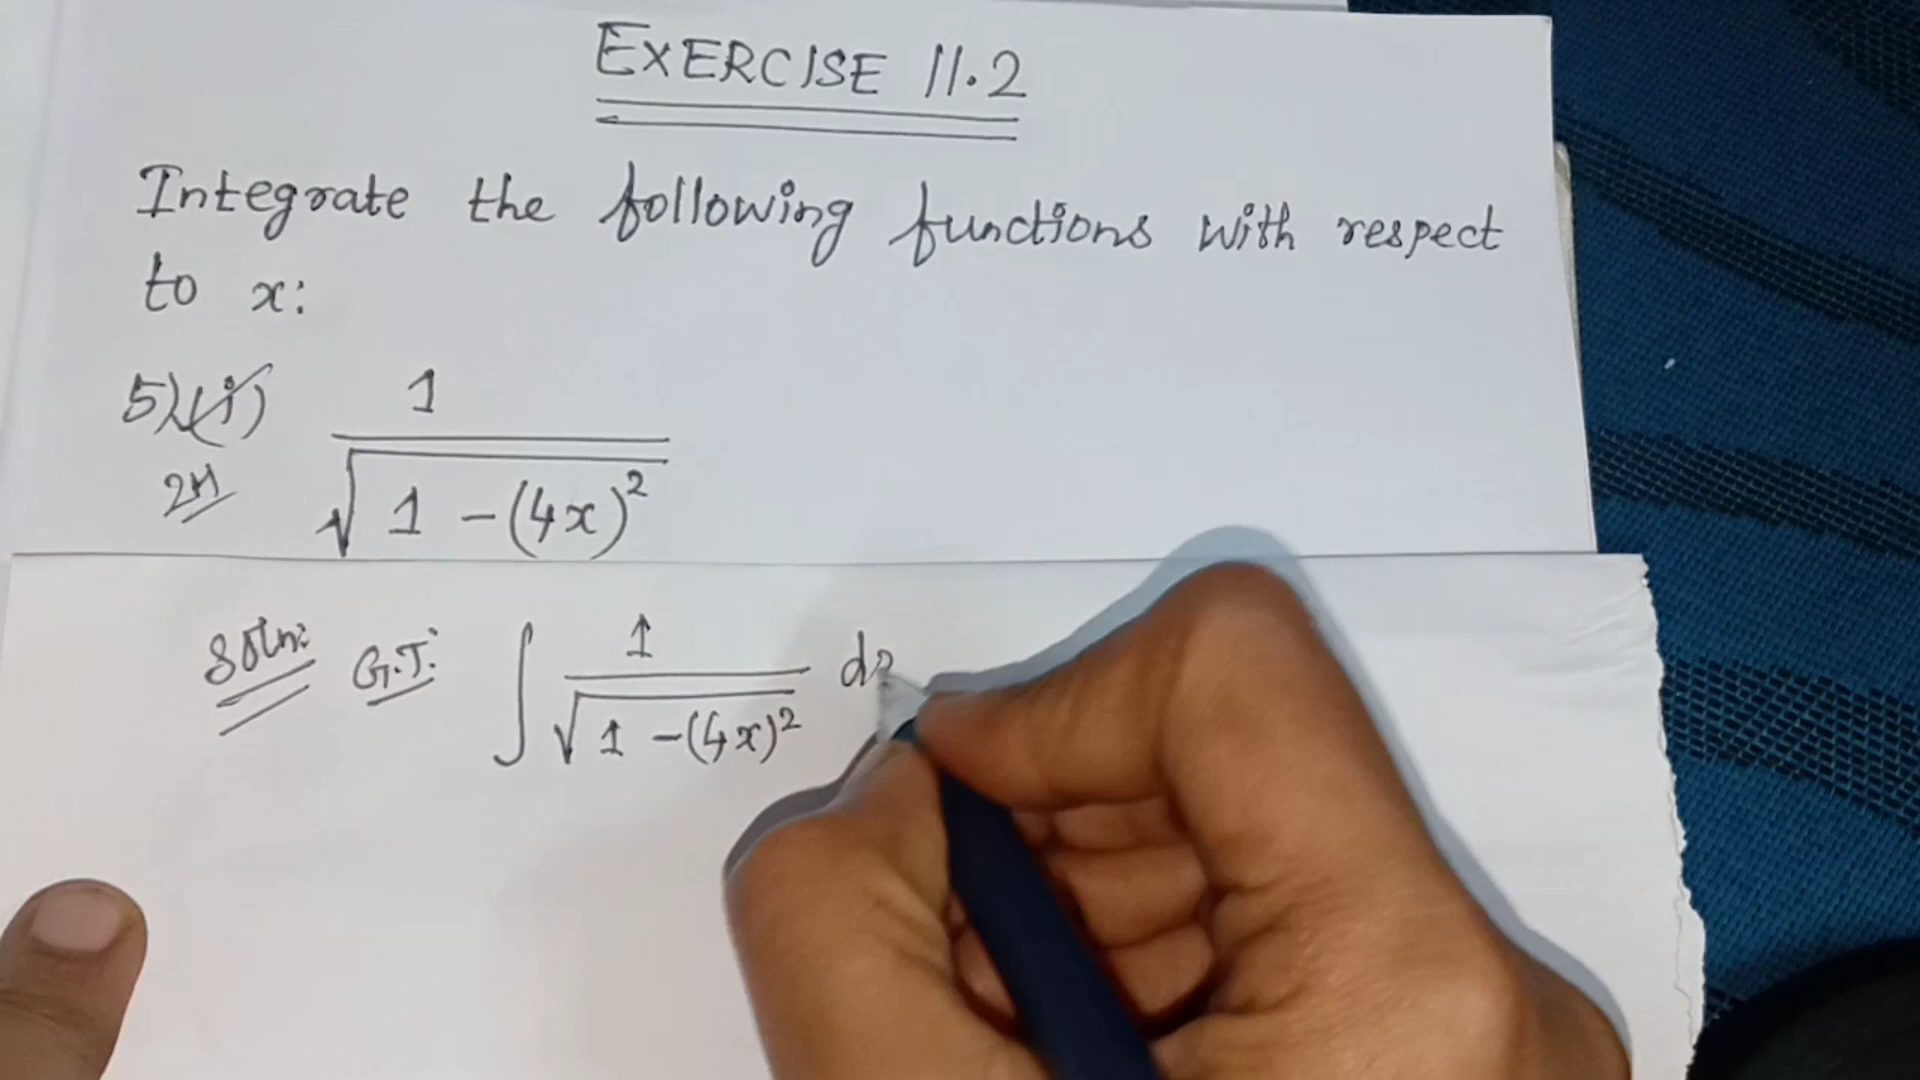 EXERCISE 11.2
Integrate the following functions with respect
to x:
5) (i) 1
2M √1 - (4x)²
Soln: G.T. ∫ 1 / √1 - (4x)² d